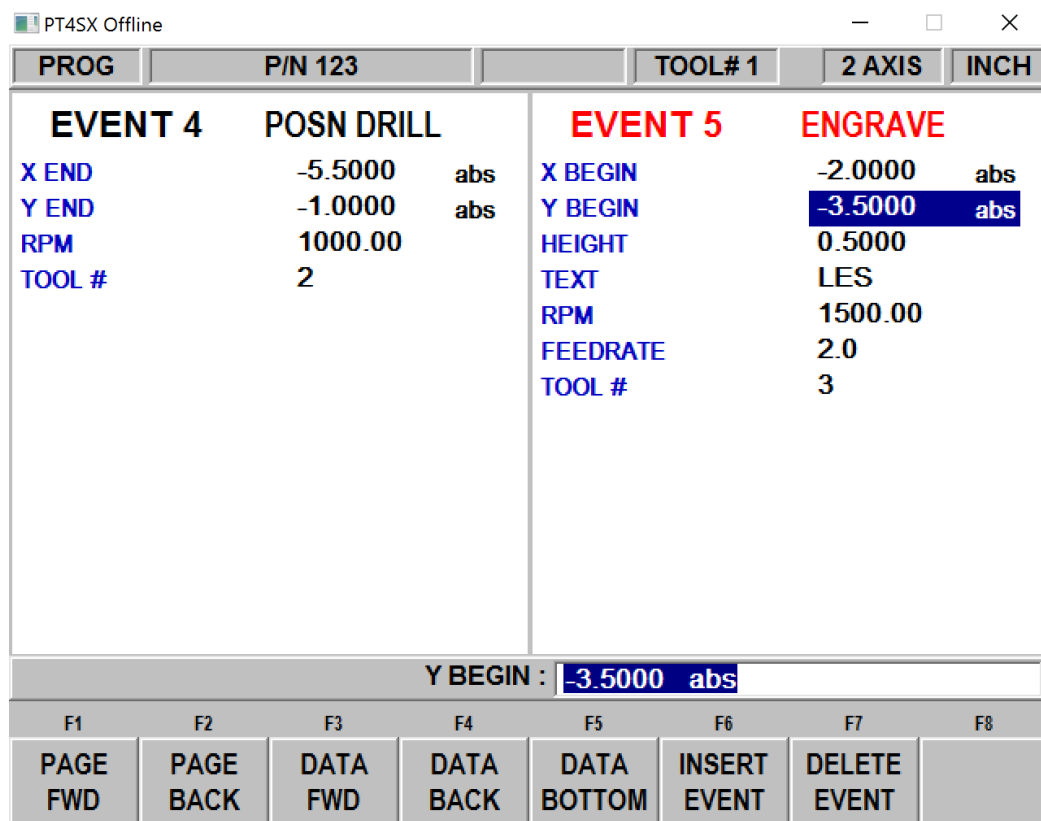 PT4SX Offline
PROG P/N 123 TOOL# 1 2 AXIS INCH
EVENT 4 POSN DRILL
X END -5.5000 abs
Y END -1.0000 abs
RPM 1000.00
TOOL # 2
EVENT 5 ENGRAVE
X BEGIN -2.0000 abs
Y BEGIN -3.5000 abs
HEIGHT 0.5000
TEXT LES
RPM 1500.00
FEEDRATE 2.0
TOOL # 3
Y BEGIN : -3.5000 abs
F1 F2 F3 F4 F5 F6 F7 F8
PAGE PAGE DATA DATA DATA INSERT DELETE
FWD BACK FWD BACK BOTTOM EVENT EVENT